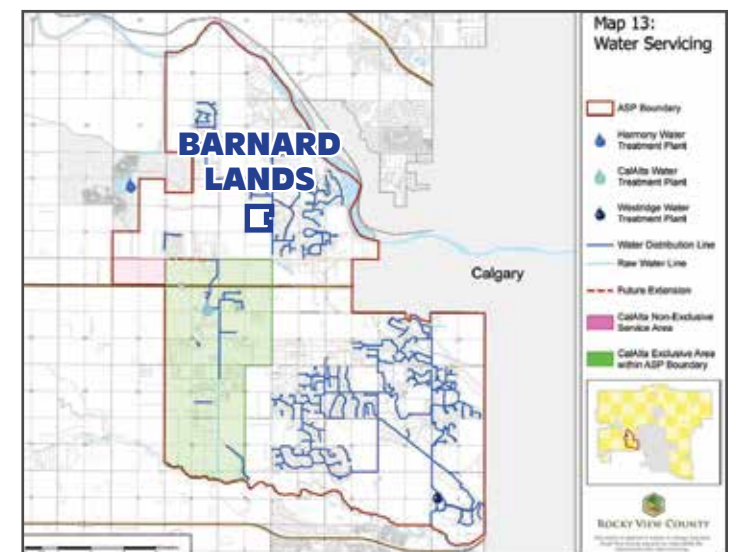 Map 13:
Water Servicing
BARNARD
LANDS
Calgary
ASP Boundary
Harmony Water
Treatment Plant
CalAlta Water
Treatment Plant
Westridge Water
Treatment Plant
Water Distribution Line
Raw Water Line
Future Extension
CalAlta Non-Exclusive
Service Area
CalAlta Exclusive Area
within ASP Boundary
ROCKY VIEW COUNTY